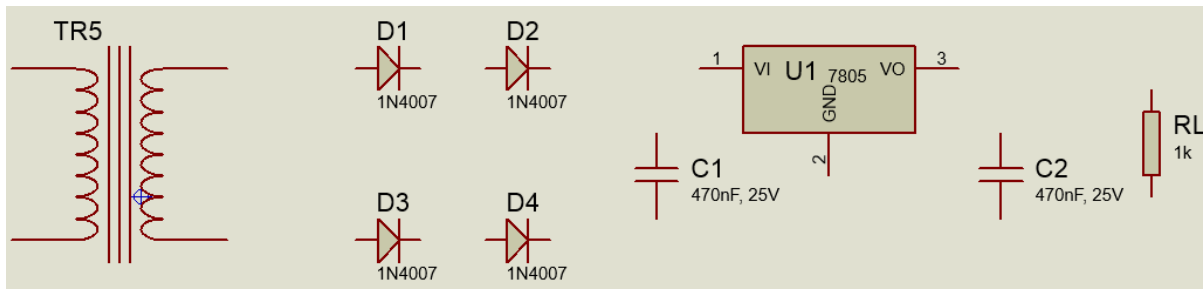 TR5
D1
1N4007
D2
1N4007
1
VI
U1
7805
VO
3
GND
2
C1
470nF, 25V
C2
470nF, 25V
RL
1k
D3
1N4007
D4
1N4007